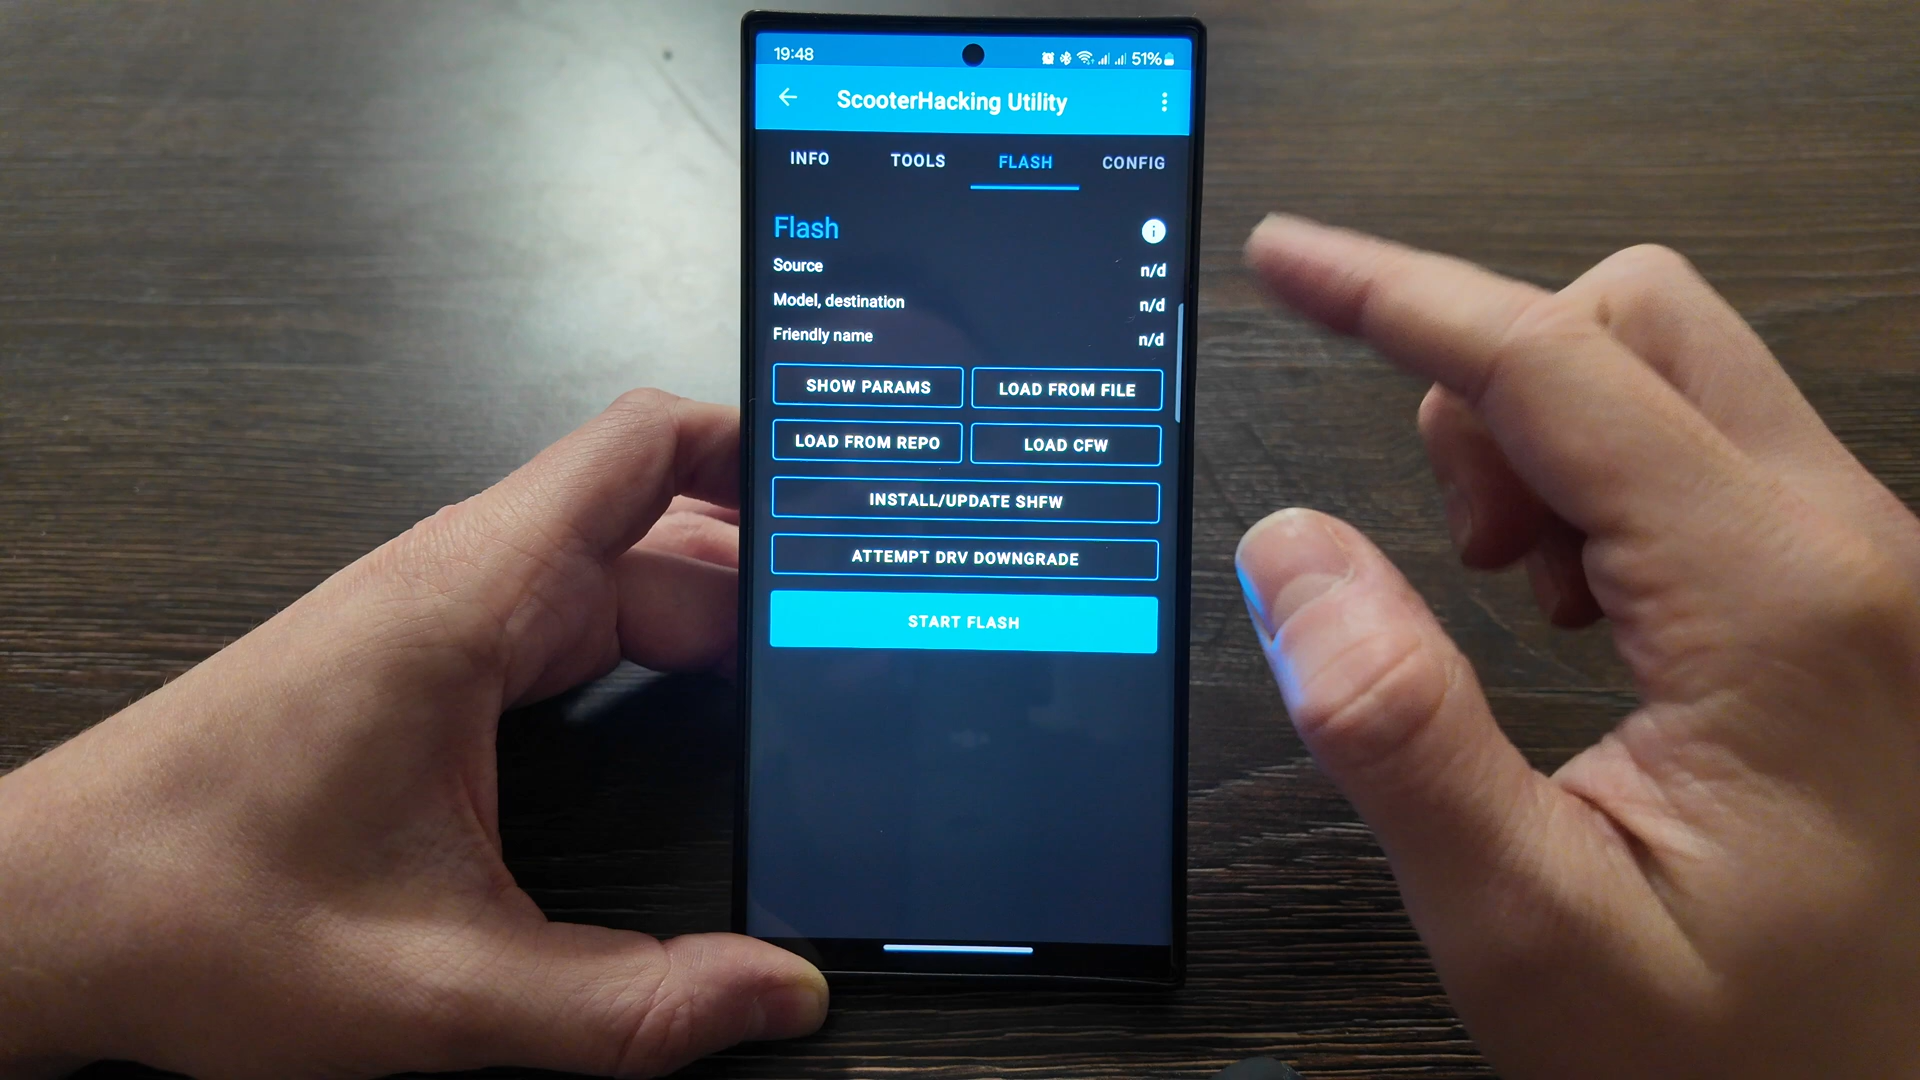 19:48 51%
ScooterHacking Utility
INFO TOOLS FLASH CONFIG
Flash
Source n/d
Model, destination n/d
Friendly name n/d
SHOW PARAMS LOAD FROM FILE
LOAD FROM REPO LOAD CFW
INSTALL/UPDATE SHFW
ATTEMPT DRV DOWNGRADE
START FLASH